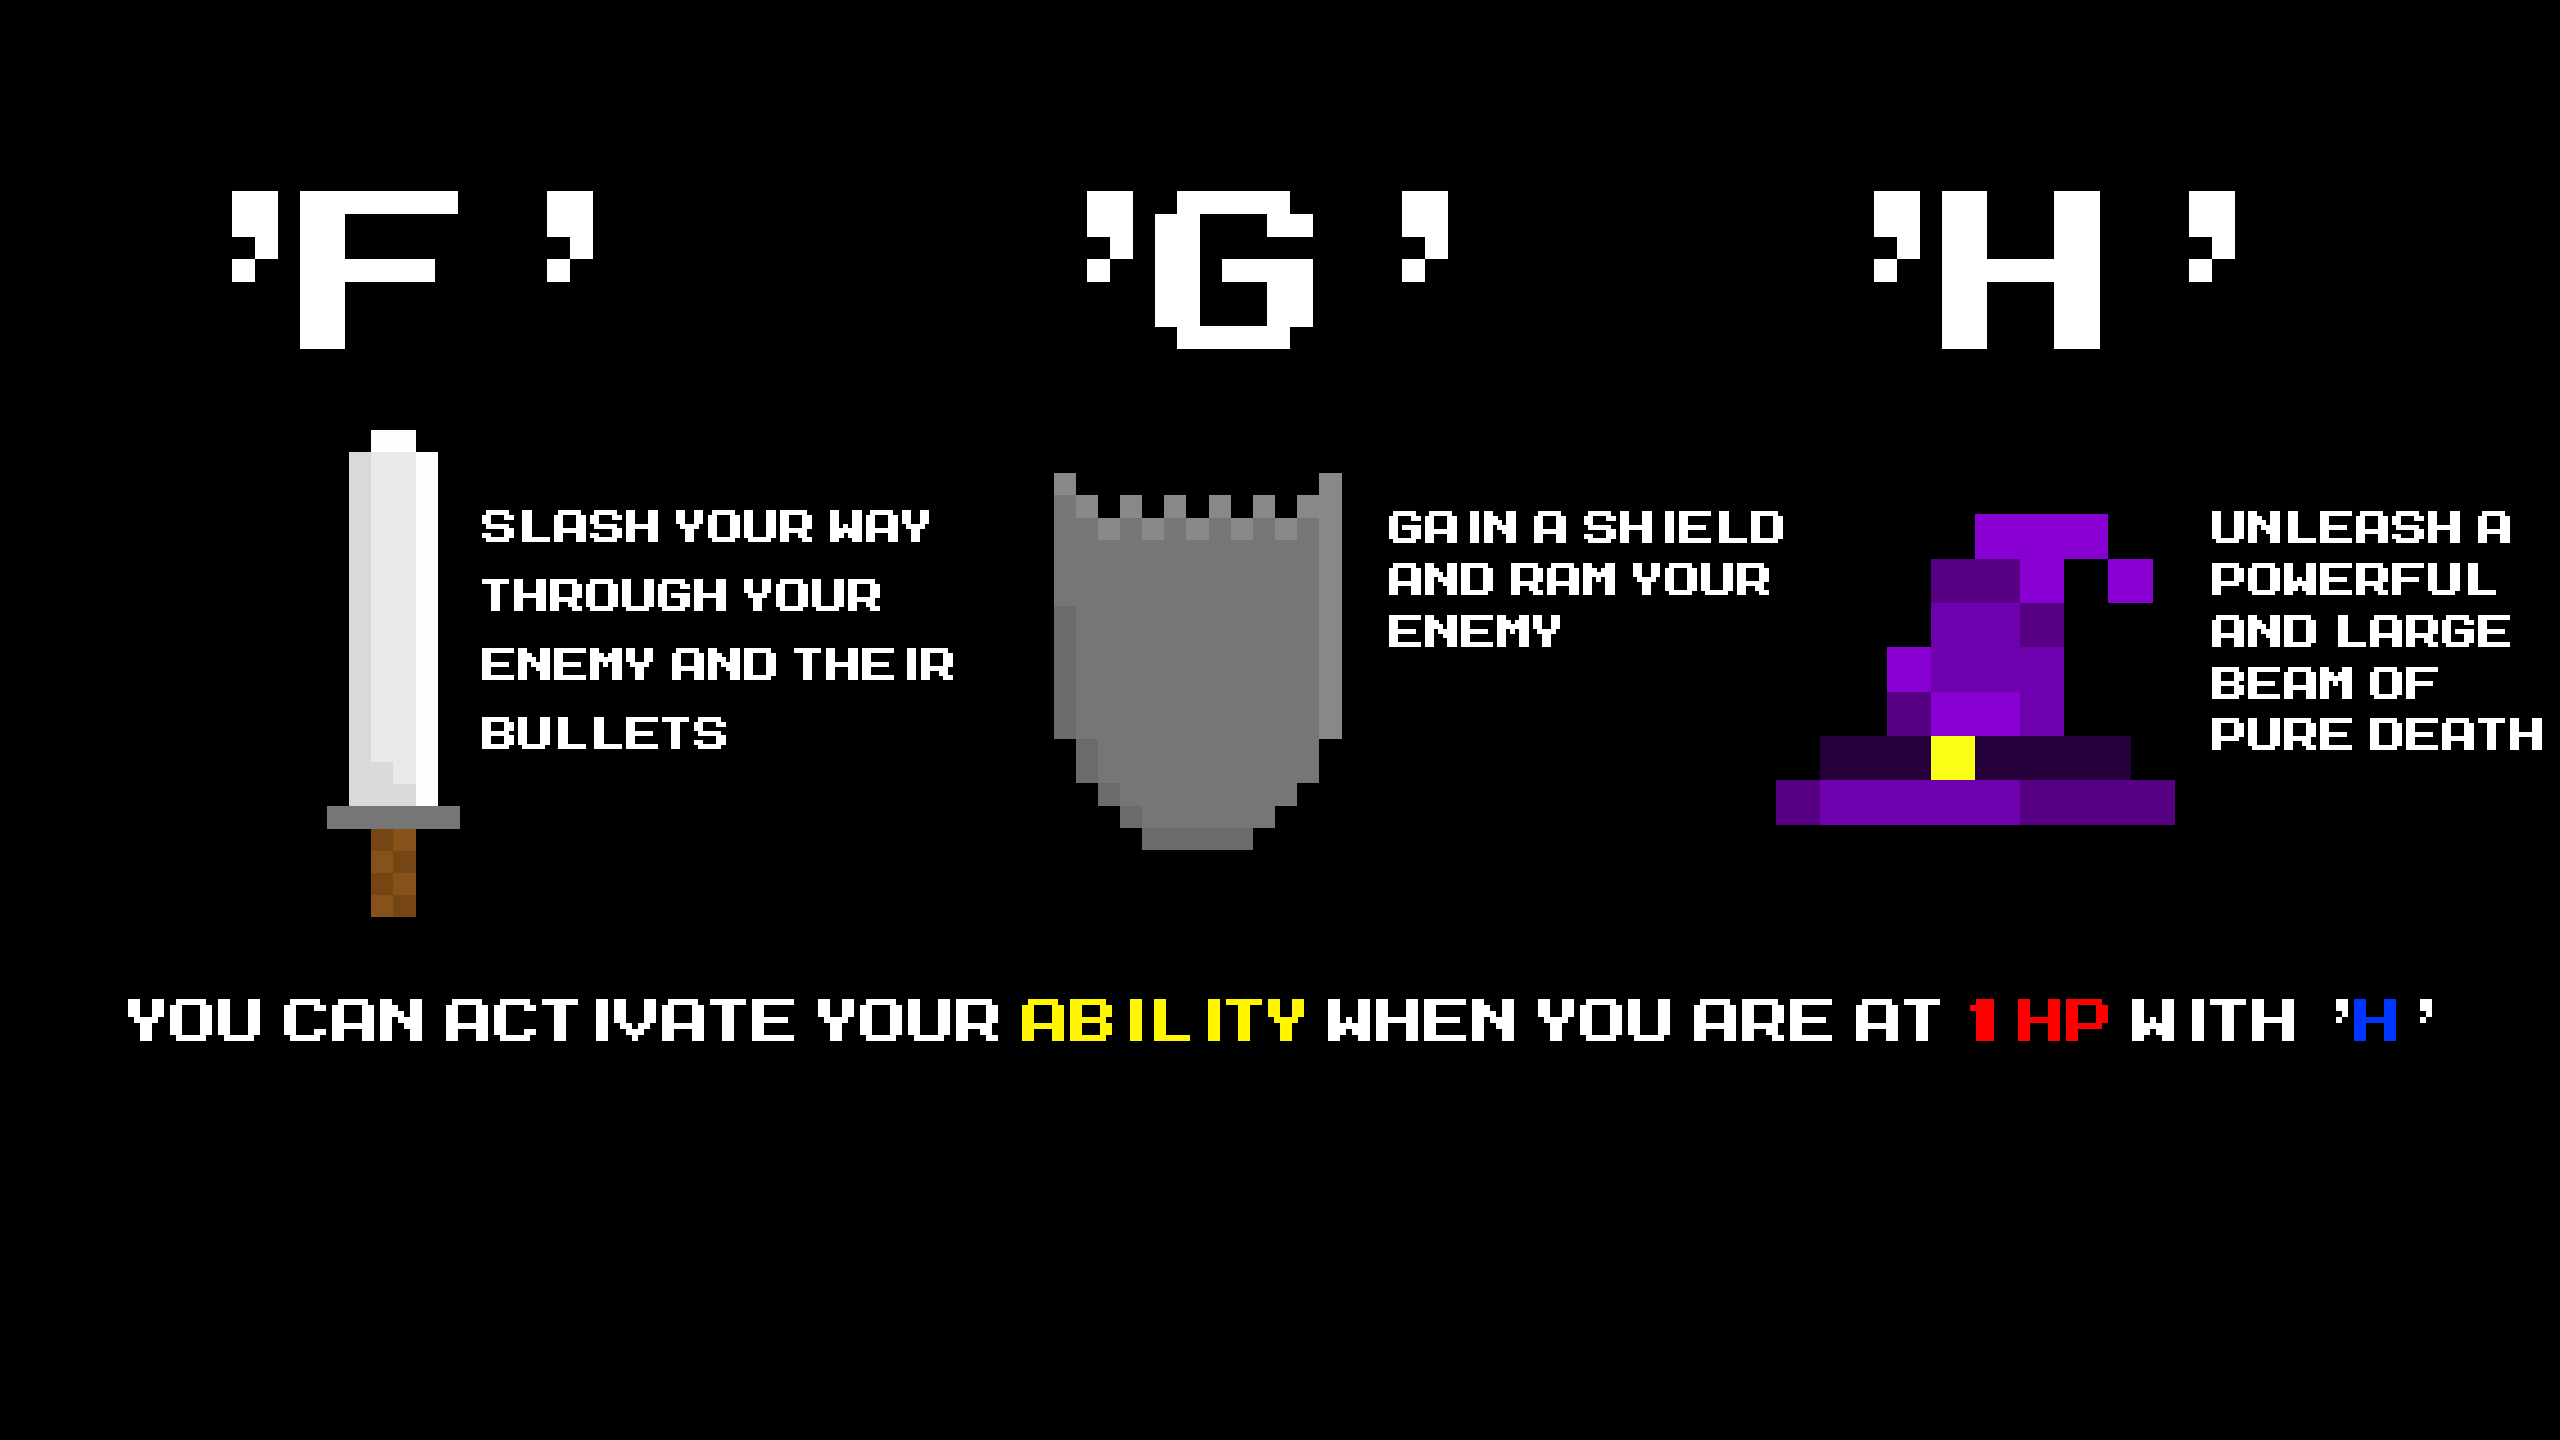 'F'
'G'
'H'
SLASH YOUR WAY
THROUGH YOUR
ENEMY AND THEIR
BULLETS
GAIN A SHIELD
AND RAM YOUR
ENEMY
UNLEASH A
POWERFUL
AND LARGE
BEAM OF
PURE DEATH
YOU CAN ACTIVATE YOUR ABILITY WHEN YOU ARE AT 1 HP WITH 'H'